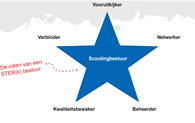 Vooruitkijker
Verbinder
Netwerker
Scoutingbestuur
De rollen van een
STER(k) bestuur
Kwaliteitsbewaker
Beheerder